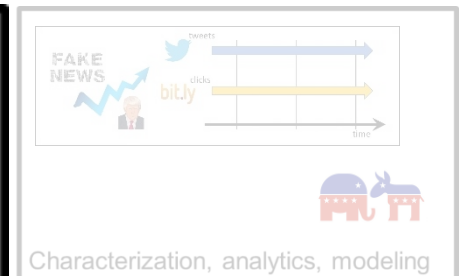 tweets
FAKE
NEWS
clicks
bit.ly
time
Characterization, analytics, modeling